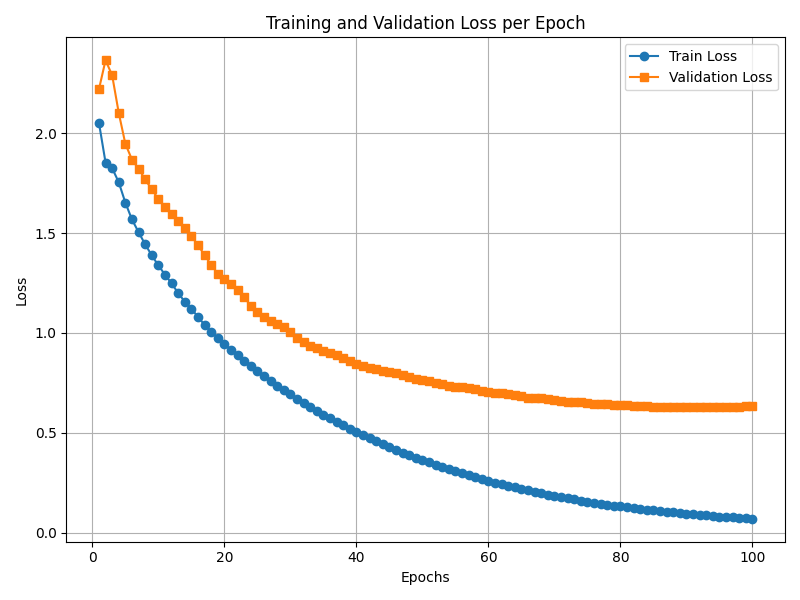 Training and Validation Loss per Epoch
Train Loss
Validation Loss
2.0
1.5
1.0
0.5
0.0
Loss
0 20 40 60 80 100
Epochs